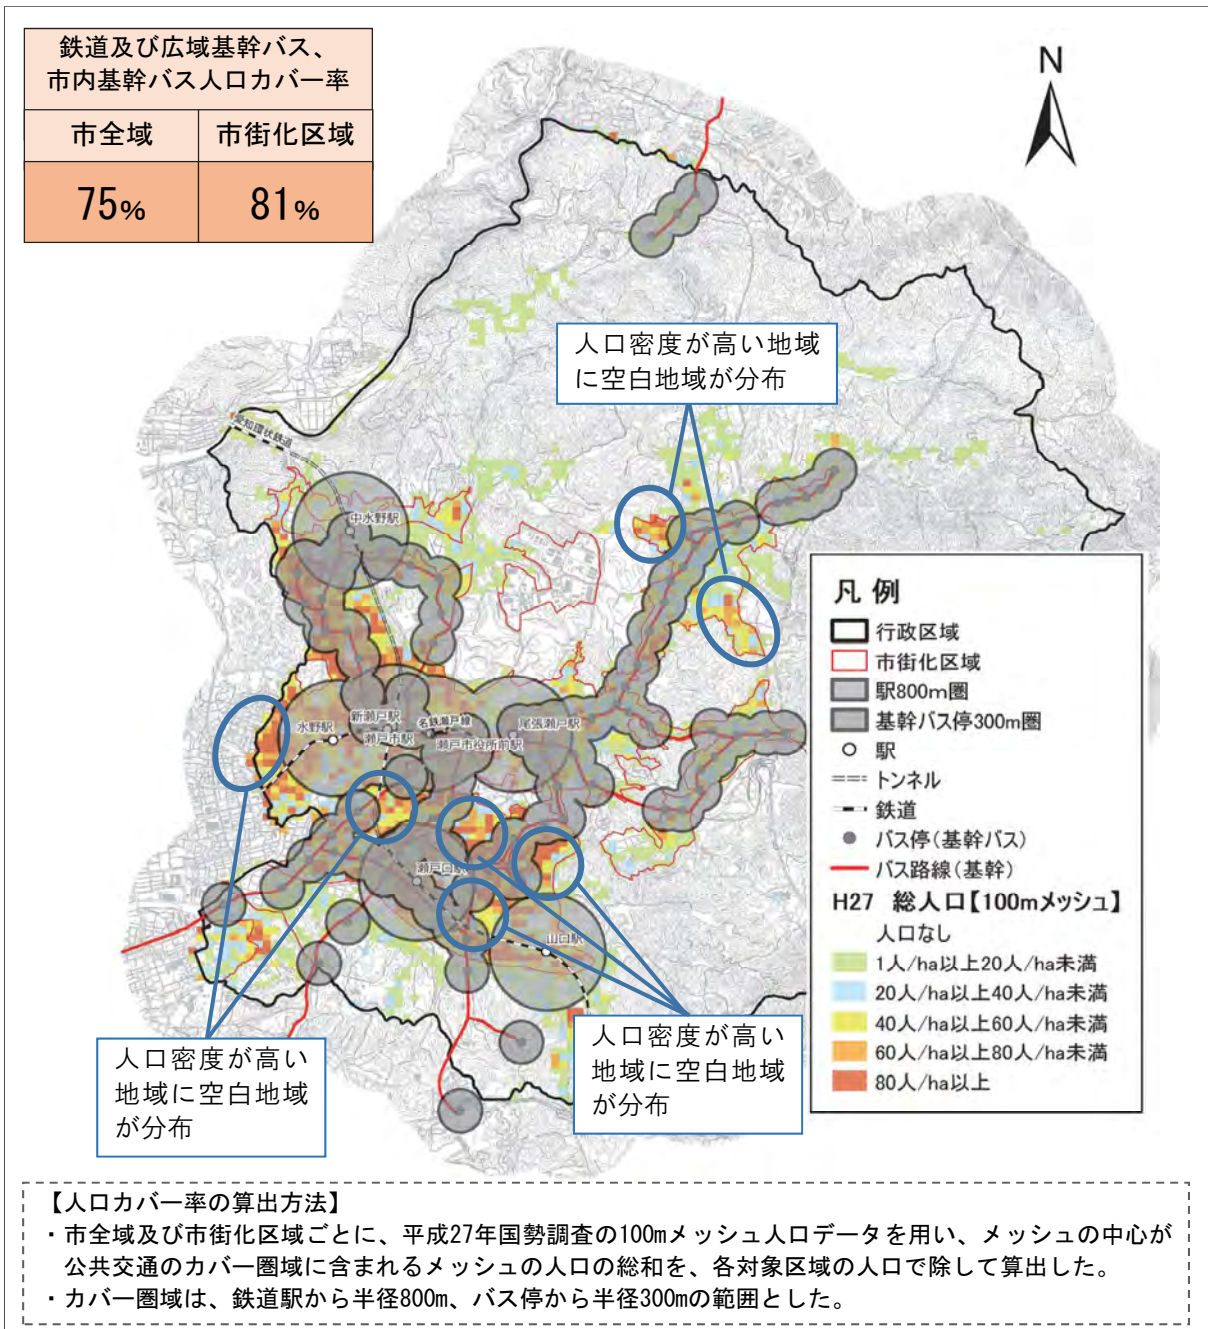 鉄道及び広域基幹バス、
市内基幹バス人口カバー率
市全域
市街化区域
75%
81%
N
人口密度が高い地域
に空白地域が分布
愛知環状鉄道
中水野駅
水野駅
新瀬戸駅
瀬戸市駅
名鉄瀬戸線
瀬戸市役所前駅
尾張瀬戸駅
瀬戸口駅
山口駅
人口密度が高い
地域に空白地域
が分布
人口密度が高い
地域に空白地域
が分布
凡例
行政区域
市街化区域
駅800m圏
基幹バス停300m圏
駅
トンネル
鉄道
バス停(基幹バス)
バス路線(基幹)
H27 総人口【100mメッシュ】
人口なし
1人/ha以上20人/ha未満
20人/ha以上40人/ha未満
40人/ha以上60人/ha未満
60人/ha以上80人/ha未満
80人/ha以上
【人口カバー率の算出方法】
・市全域及び市街化区域ごとに、平成27年国勢調査の100mメッシュ人口データを用い、メッシュの中心が
公共交通のカバー圏域に含まれるメッシュの人口の総和を、各対象区域の人口で除して算出した。
・カバー圏域は、鉄道駅から半径800m、バス停から半径300mの範囲とした。